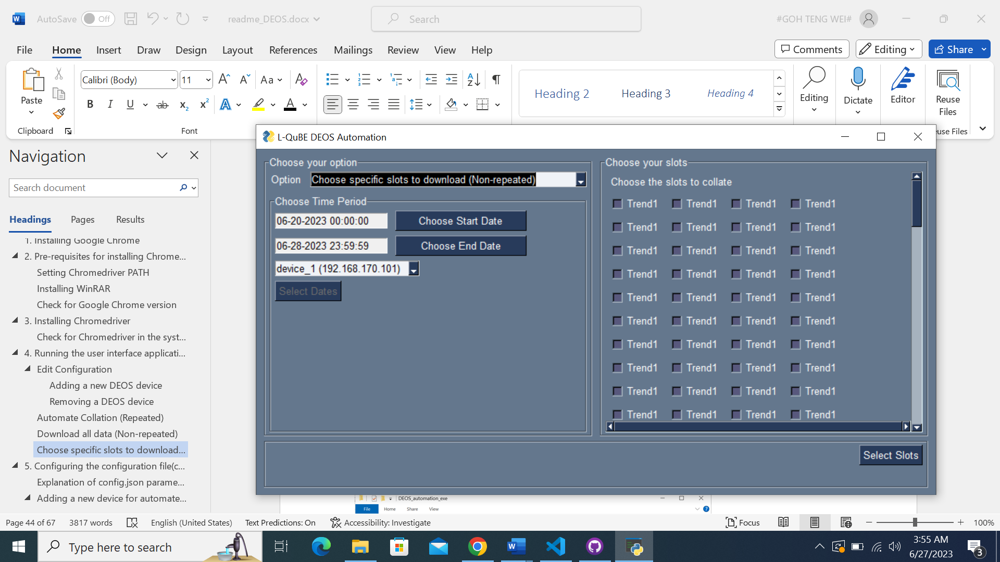 AutoSave Off readme_DEOS.docx Search #GOH TENG WEI#
File Home Insert Draw Design Layout References Mailings Review View Help Comments Editing Share
Paste Calibri (Body) 11 Aa Heading 2 Heading 3 Heading 4 Editing Dictate Editor Reuse Files
Clipboard Font use Files
Navigation
Search document
Headings Pages Results
1. Installing Google Chrome
2. Pre-requisites for installing Chrome...
Setting Chromedriver PATH
Installing WinRAR
Check for Google Chrome version
3. Installing Chromedriver
Check for Chromedriver in the syst...
4. Running the user interface applicati...
Edit Configuration
Adding a new DEOS device
Removing a DEOS device
Automate Collation (Repeated)
Download all data (Non-repeated)
Choose specific slots to download...
5. Configuring the configuration file(c...
Explanation of config.json parame...
Adding a new device for automate...
L-QuBE DEOS Automation
Choose your option
Option Choose specific slots to download (Non-repeated)
Choose Time Period
06-20-2023 00:00:00 Choose Start Date
06-28-2023 23:59:59 Choose End Date
device_1 (192.168.170.101)
Select Dates
Choose your slots
Choose the slots to collate
Trend1 Trend1 Trend1 Trend1
Trend1 Trend1 Trend1 Trend1
Trend1 Trend1 Trend1 Trend1
Trend1 Trend1 Trend1 Trend1
Trend1 Trend1 Trend1 Trend1
Trend1 Trend1 Trend1 Trend1
Trend1 Trend1 Trend1 Trend1
Trend1 Trend1 Trend1 Trend1
Trend1 Trend1 Trend1 Trend1
Trend1 Trend1 Trend1 Trend1
Select Slots
DEOS_automation_exe
File Home Share View
Page 44 of 67 3817 words English (United States) Text Predictions: On Accessibility: Investigate Focus 100%
Type here to search 3:55 AM
6/27/2023 3